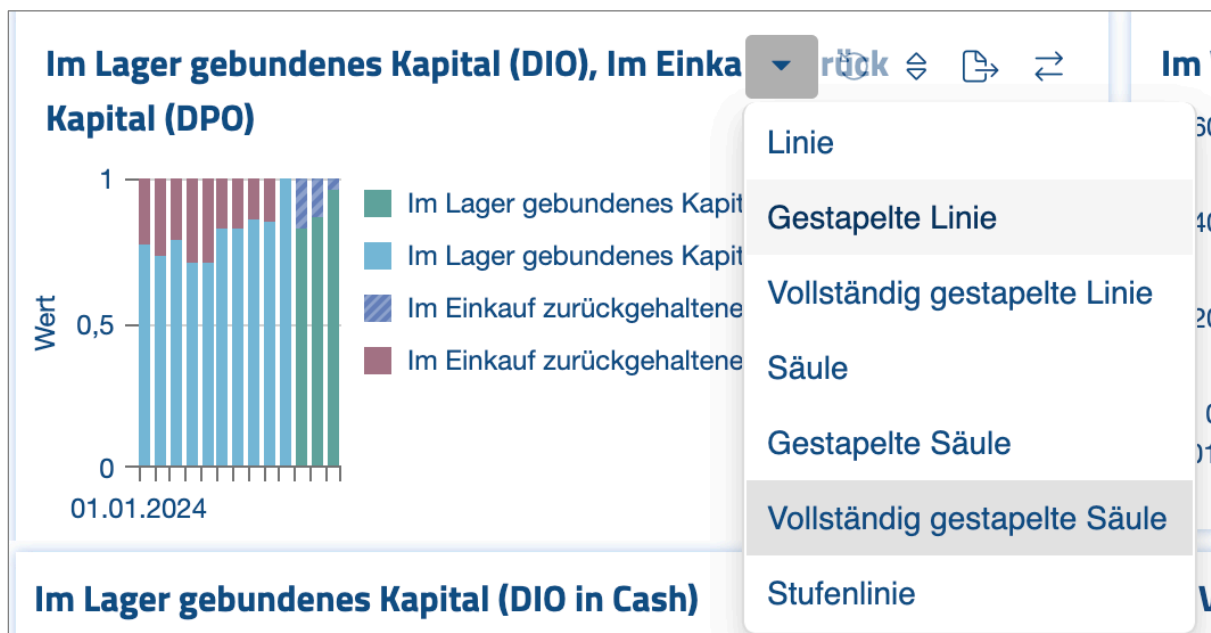 Im Lager gebundenes Kapital (DIO), Im Einka rück
Kapital (DPO)
Im
Linie
Gestapelte Linie
Vollständig gestapelte Linie
Säule
Gestapelte Säule
Vollständig gestapelte Säule
Stufenlinie
1
0,5
0
Wert
01.01.2024
Im Lager gebundenes Kapit
Im Lager gebundenes Kapit
Im Einkauf zurückgehaltene
Im Einkauf zurückgehaltene
Im Lager gebundenes Kapital (DIO in Cash)